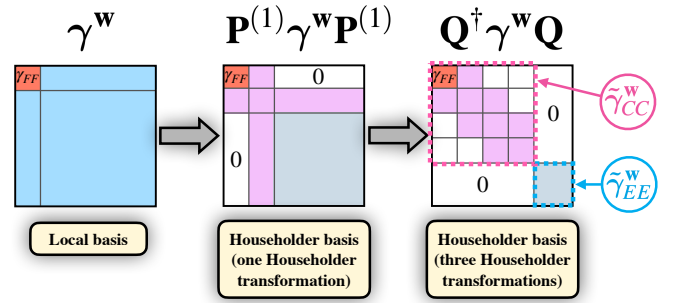 γ^w
P^(1)γ^wP^(1)
Q^†γ^wQ
γ_FF
γ_FF
0
0
γ_FF
0
0
γ̃^w_CC
γ̃^w_EE
Local basis
Householder basis
(one Householder
transformation)
Householder basis
(three Householder
transformations)